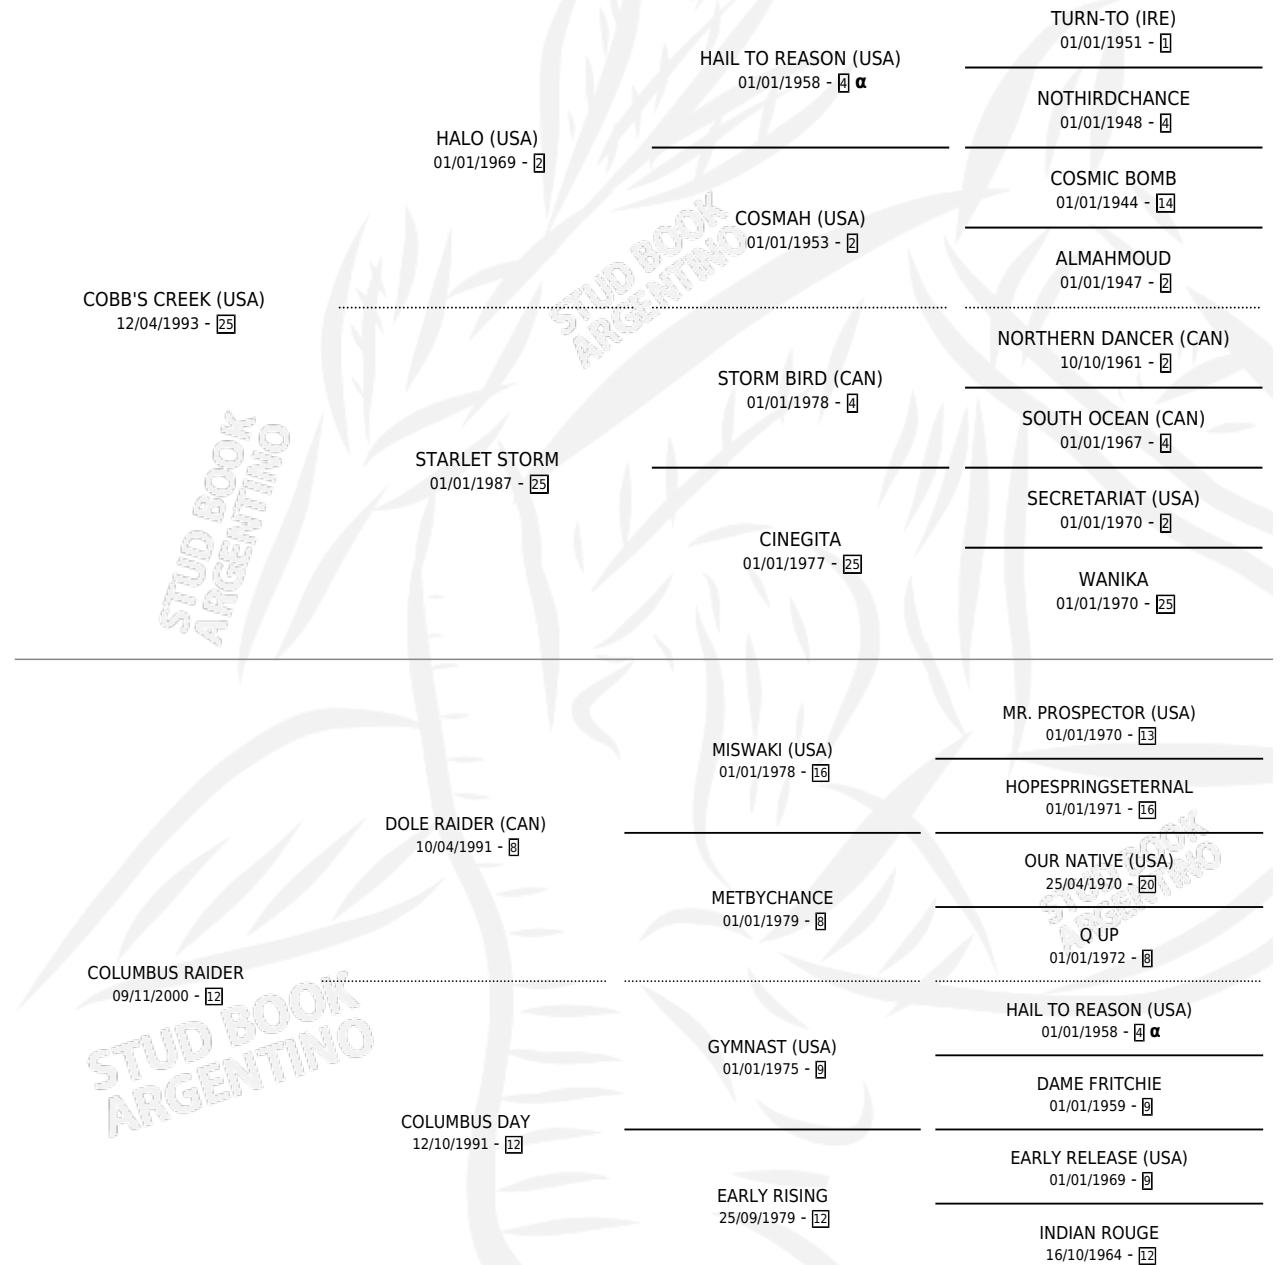 TURN-TO (IRE)
01/01/1951 - 1
HAIL TO REASON (USA)
01/01/1958 - 4 α
NOTHIRDCHANCE
01/01/1948 - 4
HALO (USA)
01/01/1969 - 2
COSMIC BOMB
01/01/1944 - 14
COSMAH (USA)
01/01/1953 - 2
ALMAHMOUD
01/01/1947 - 2
COBB'S CREEK (USA)
12/04/1993 - 25
NORTHERN DANCER (CAN)
10/10/1961 - 2
STORM BIRD (CAN)
01/01/1978 - 4
SOUTH OCEAN (CAN)
01/01/1967 - 4
STARLET STORM
01/01/1987 - 25
SECRETARIAT (USA)
01/01/1970 - 2
CINEGITA
01/01/1977 - 25
WANIKA
01/01/1970 - 25
MR. PROSPECTOR (USA)
01/01/1970 - 13
MISWAKI (USA)
01/01/1978 - 16
HOPESPRINGSETERNAL
01/01/1971 - 16
DOLE RAIDER (CAN)
10/04/1991 - 8
OUR NATIVE (USA)
25/04/1970 - 20
METBYCHANCE
01/01/1979 - 8
Q UP
01/01/1972 - 8
COLUMBUS RAIDER
09/11/2000 - 12
HAIL TO REASON (USA)
01/01/1958 - 4 α
GYMNAST (USA)
01/01/1975 - 9
DAME FRITCHIE
01/01/1959 - 9
COLUMBUS DAY
12/10/1991 - 12
EARLY RELEASE (USA)
01/01/1969 - 9
EARLY RISING
25/09/1979 - 12
INDIAN ROUGE
16/10/1964 - 12
STUD BOOK
ARGENTINO
STUD BOOK
ARGENTINO
STUD BOOK
ARGENTINO
STUD BOOK
ARGENTINO